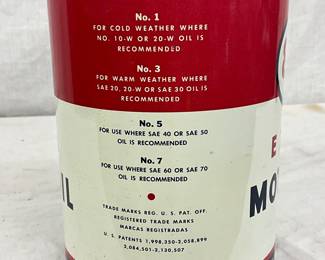 No. 1
FOR COLD WEATHER WHERE
NO. 10-W OR 20-W OIL IS
RECOMMENDED
No. 3
FOR WARM WEATHER WHERE
SAE 20, 20-W OR SAE 30 OIL IS
RECOMMENDED
No. 5
FOR USE WHERE SAE 40 OR SAE 50
OIL IS RECOMMENDED
No. 7
FOR USE WHERE SAE 60 OR SAE 70
OIL IS RECOMMENDED
TRADE MARKS REG. U. S. PAT. OFF.
REGISTERED TRADE MARKS
MARCAS REGISTRADAS
U. S. PATENTS 1,998,350-2,058,899
2,084,501-2,130,507
IL
E
MO